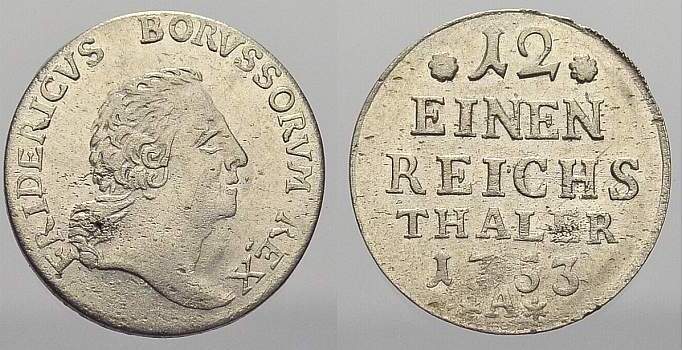 FRIDERICVS BORVSSORVM REX
* 12 *
EINEN
REICHS
THALER
1753
A *